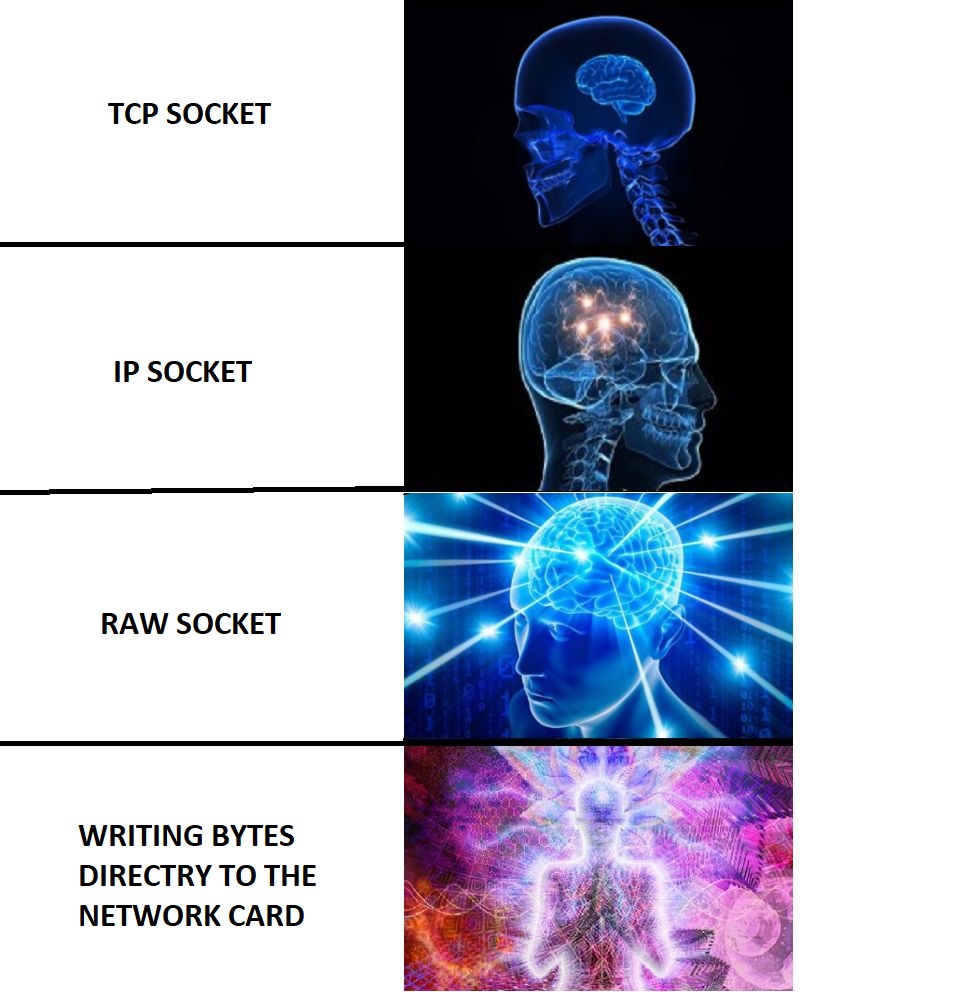 TCP SOCKET
IP SOCKET
RAW SOCKET
WRITING BYTES
DIRECTRY TO THE
NETWORK CARD